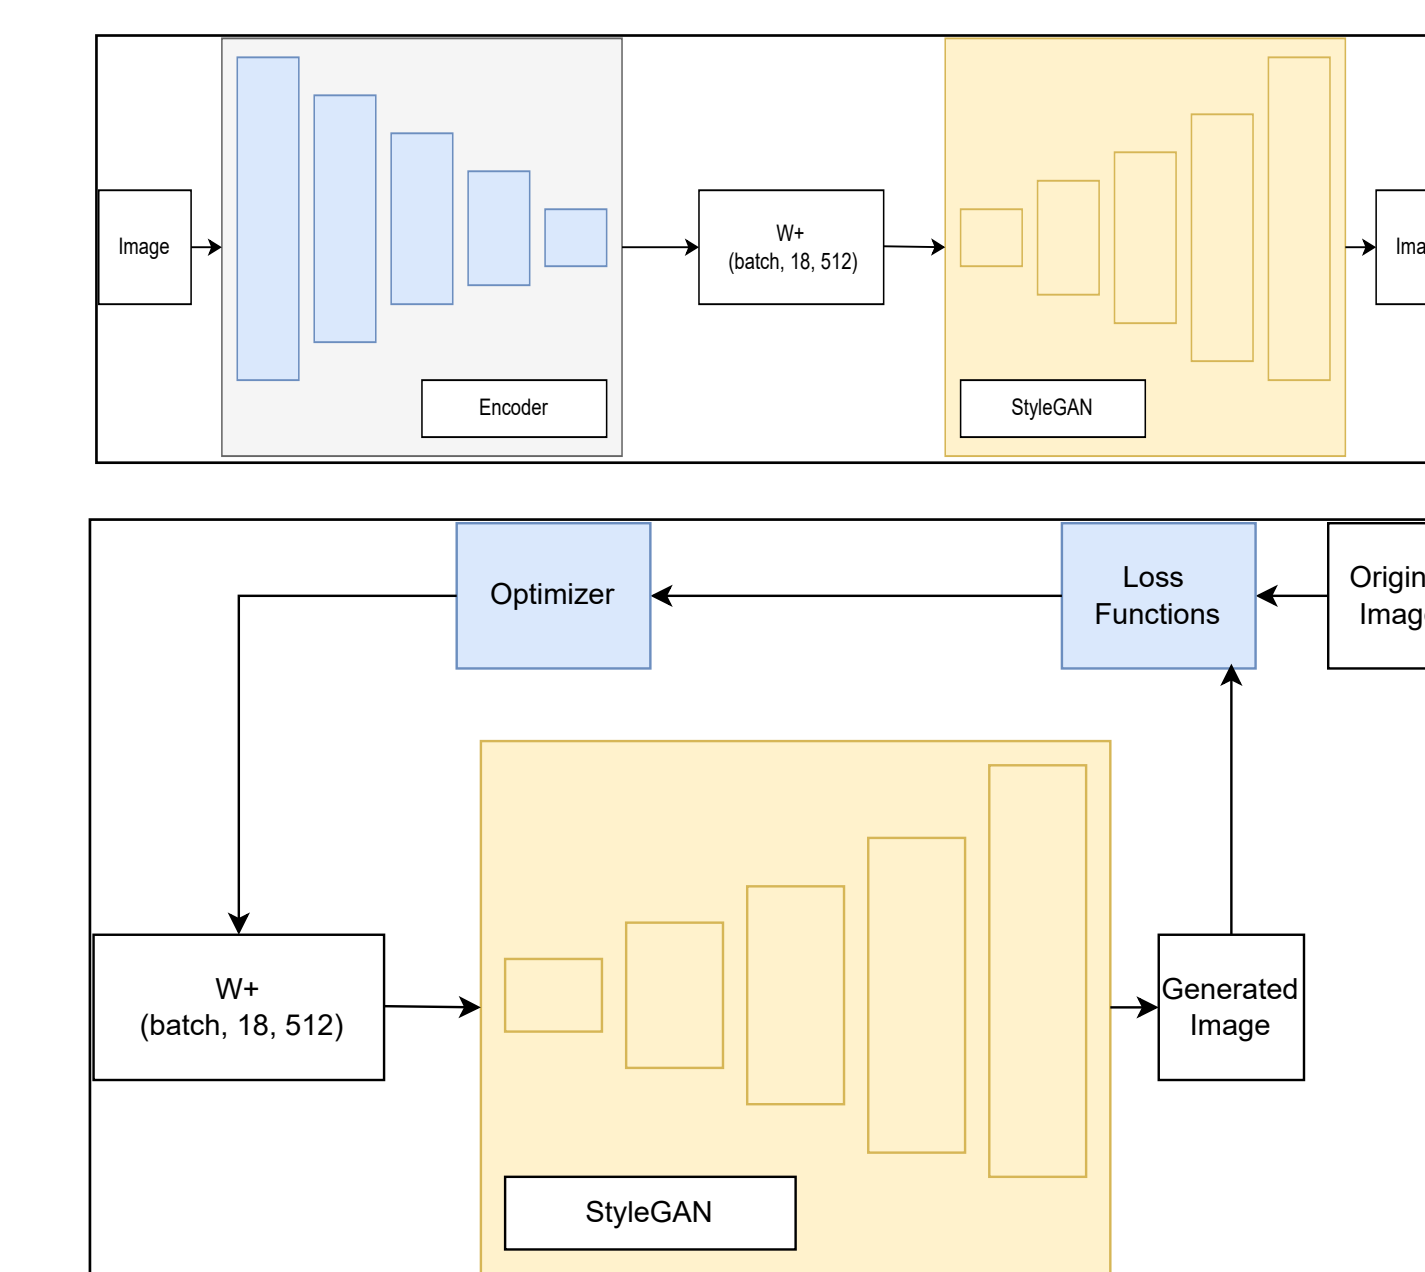 Image
W+
(batch, 18, 512)
Encoder
StyleGAN
Optimizer
Loss
Functions
W+
(batch, 18, 512)
Generated
Image
StyleGAN